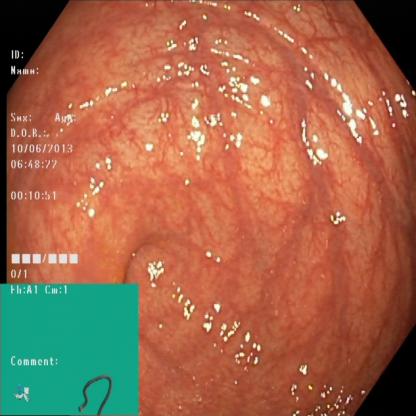 ID:
Name:
Sex: Age:
D.O.B.:
10/06/2013
06:48:22
00:10:51
0/1
Eh:A1 Cm:1
Comment: